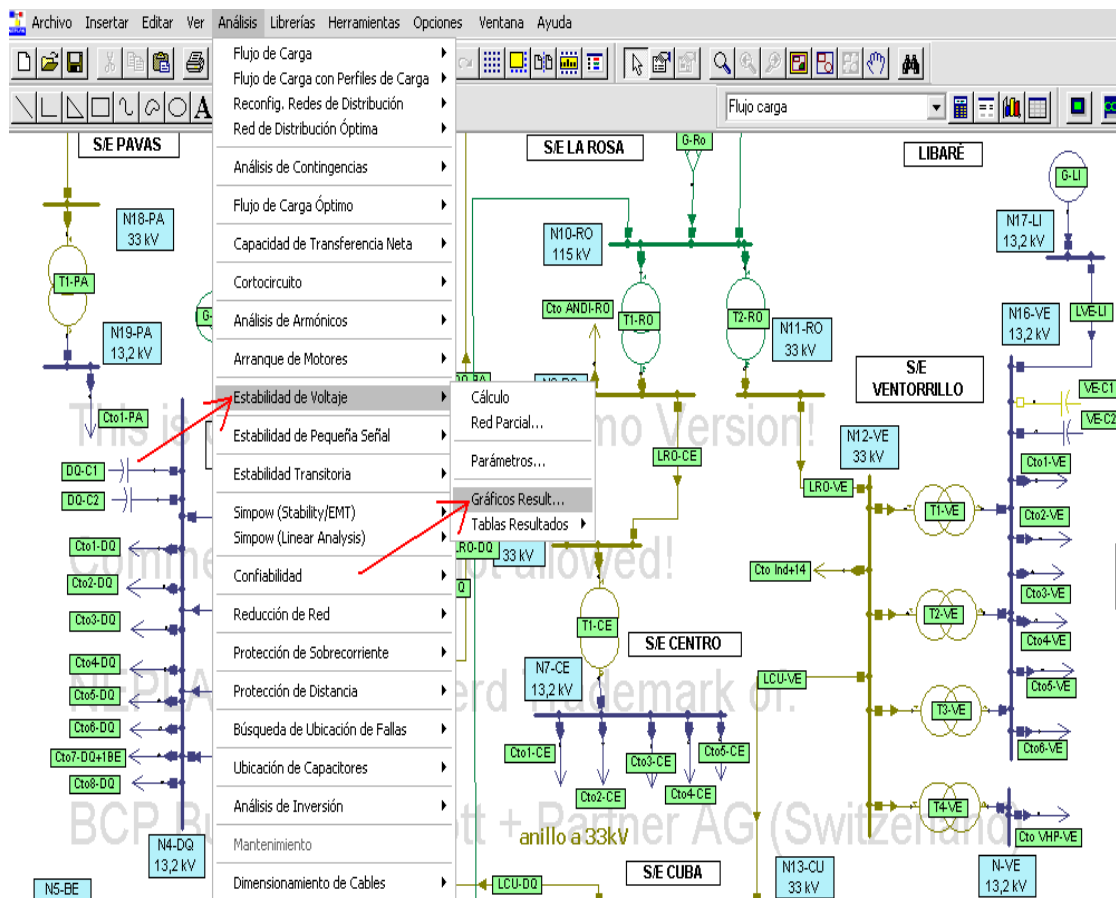 Archivo Insertar Editar Ver Análisis Librerías Herramientas Opciones Ventana Ayuda
Flujo carga
Flujo de Carga
Flujo de Carga con Perfiles de Carga
Reconfig. Redes de Distribución
Red de Distribución Óptima
Análisis de Contingencias
Flujo de Carga Óptimo
Capacidad de Transferencia Neta
Cortocircuito
Análisis de Armónicos
Arranque de Motores
Estabilidad de Voltaje
Estabilidad de Pequeña Señal
Estabilidad Transitoria
Simpow (Stability/EMT)
Simpow (Linear Analysis)
Confiabilidad
Reducción de Red
Protección de Sobrecorriente
Protección de Distancia
Búsqueda de Ubicación de Fallas
Ubicación de Capacitores
Análisis de Inversión
Mantenimiento
Dimensionamiento de Cables
Cálculo
Red Parcial...
Parámetros...
Gráficos Result...
Tablas Resultados
S/E PAVAS
N18-PA
33 kV
T1-PA
N19-PA
13,2 kV
Cto1-PA
DQ-C1
DQ-C2
Cto1-DQ
Cto2-DQ
Cto3-DQ
Cto4-DQ
Cto5-DQ
Cto6-DQ
Cto7-DQ+1BE
Cto8-DQ
N4-DQ
13,2 kV
N5-BE
S/E LA ROSA
G-Ro
N10-RO
115 kV
Cto ANDI-RO
T1-RO
T2-RO
N11-RO
33 kV
LRO-CE
LRO-VE
LRO-DQ
33 kV
T1-CE
S/E CENTRO
N7-CE
13,2 kV
Cto1-CE
Cto2-CE
Cto3-CE
Cto4-CE
Cto5-CE
anillo a 33kV
LCU-DQ
S/E CUBA
LIBARÉ
G-LI
N17-LI
13,2 kV
N16-VE
13,2 kV
LVE-LI
S/E
VENTORRILLO
VE-C1
VE-C2
N12-VE
33 kV
Cto1-VE
Cto2-VE
Cto3-VE
Cto4-VE
Cto5-VE
Cto6-VE
T1-VE
T2-VE
T3-VE
T4-VE
Cto Ind+14
LCU-VE
Cto VHP-VE
N13-CU
33 kV
N-VE
13,2 kV
This is
mo Version!
Comme
not allowed!
erd Trademark of:
BCP Bu
tt + Partner AG (Switzerland)